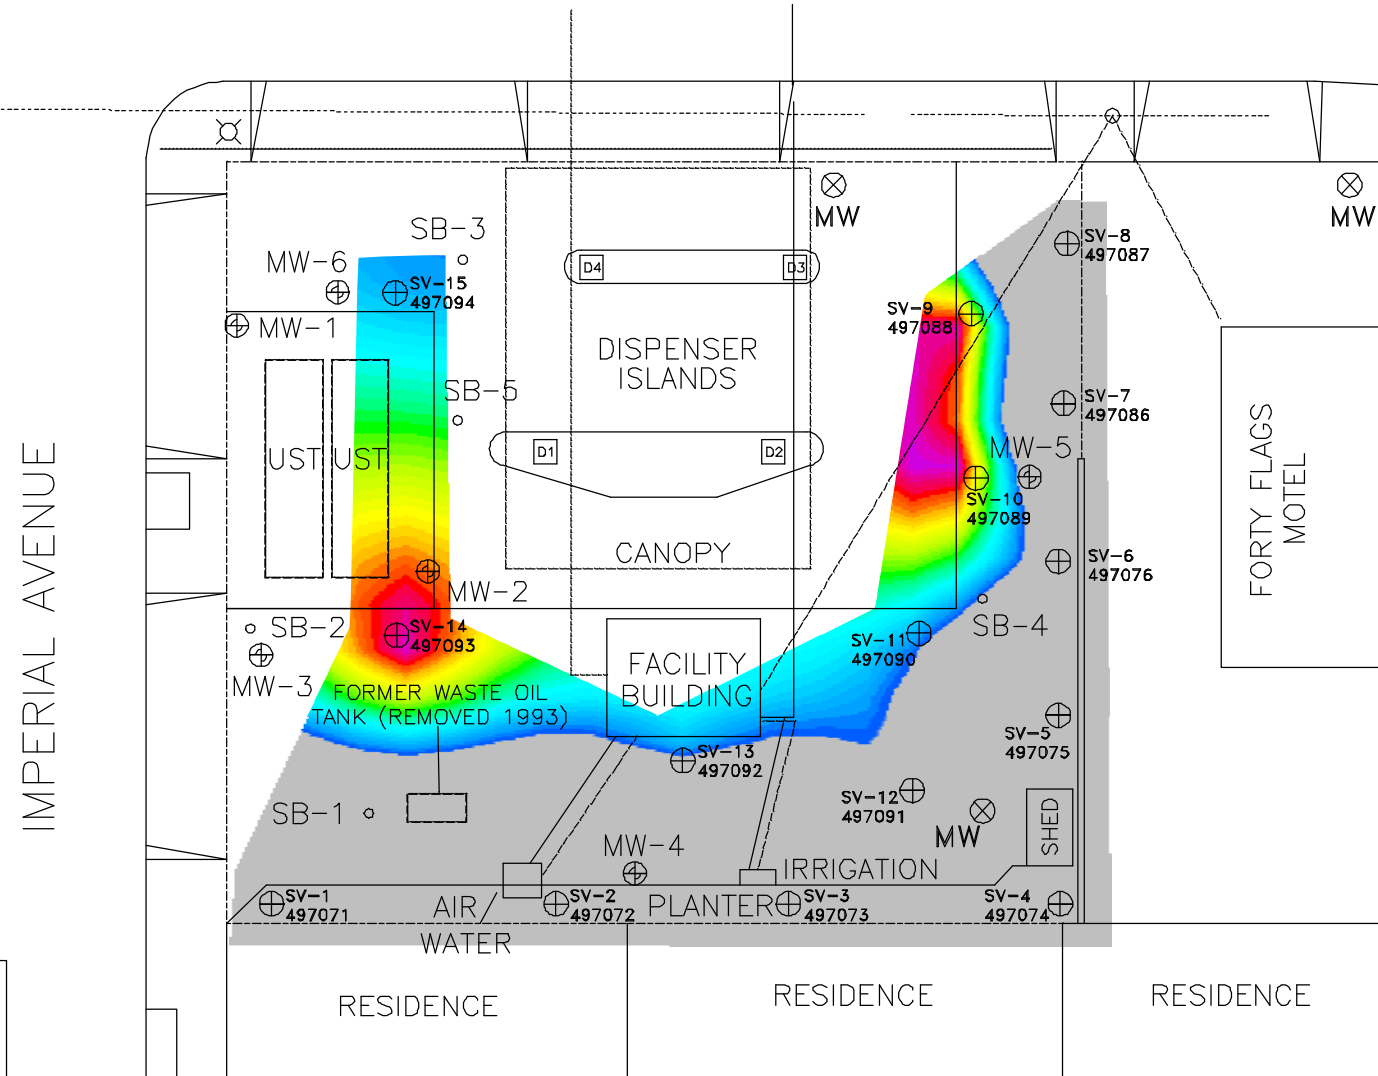 MW
MW
SV-8
497087
SB-3
MW-6
SV-15
497094
D4
D3
MW-1
SV-9
497088
DISPENSER
ISLANDS
SB-5
SV-7
497086
UST
UST
D1
D2
MW-5
SV-10
497089
FORTY FLAGS
MOTEL
IMPERIAL AVENUE
CANOPY
SV-6
497076
MW-2
SB-2
SV-14
497093
SB-4
SV-11
497090
MW-3
FACILITY
BUILDING
FORMER WASTE OIL
TANK (REMOVED 1993)
SV-5
497075
SV-13
497092
SV-12
497091
SB-1
MW
SHED
MW-4
IRRIGATION
SV-1
497071
AIR
WATER
SV-2
497072
PLANTER
SV-3
497073
SV-4
497074
RESIDENCE
RESIDENCE
RESIDENCE